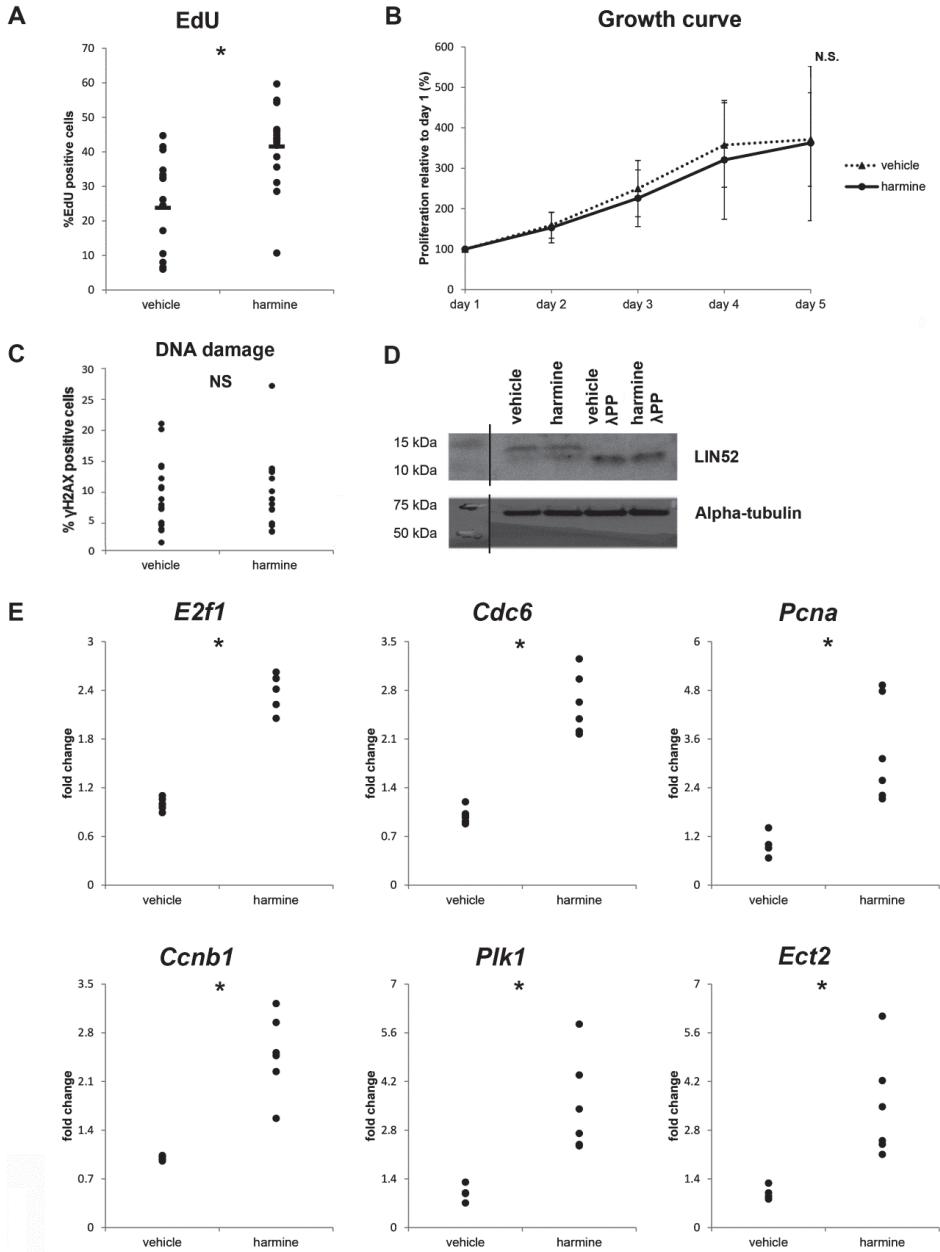 A
EdU
*
%EdU positive cells
70
60
50
40
30
20
10
0
vehicle
harmine
B
Growth curve
N.S.
Proliferation relative to day 1 (%)
600
500
400
300
200
100
0
day 1
day 2
day 3
day 4
day 5
vehicle
harmine
C
DNA damage
NS
% γH2AX positive cells
30
25
20
15
10
5
0
vehicle
harmine
D
vehicle
harmine
vehicle λPP
harmine λPP
15 kDa
10 kDa
LIN52
75 kDa
50 kDa
Alpha-tubulin
E
E2f1
*
fold change
3
2.4
1.8
1.2
0.6
0
vehicle
harmine
Cdc6
*
fold change
3.5
2.8
2.1
1.4
0.7
0
vehicle
harmine
Pcna
*
fold change
6
4.8
3.6
2.4
1.2
0
vehicle
harmine
Ccnb1
*
fold change
3.5
2.8
2.1
1.4
0.7
0
vehicle
harmine
Plk1
*
fold change
7
5.6
4.2
2.8
1.4
0
vehicle
harmine
Ect2
*
fold change
7
5.6
4.2
2.8
1.4
0
vehicle
harmine